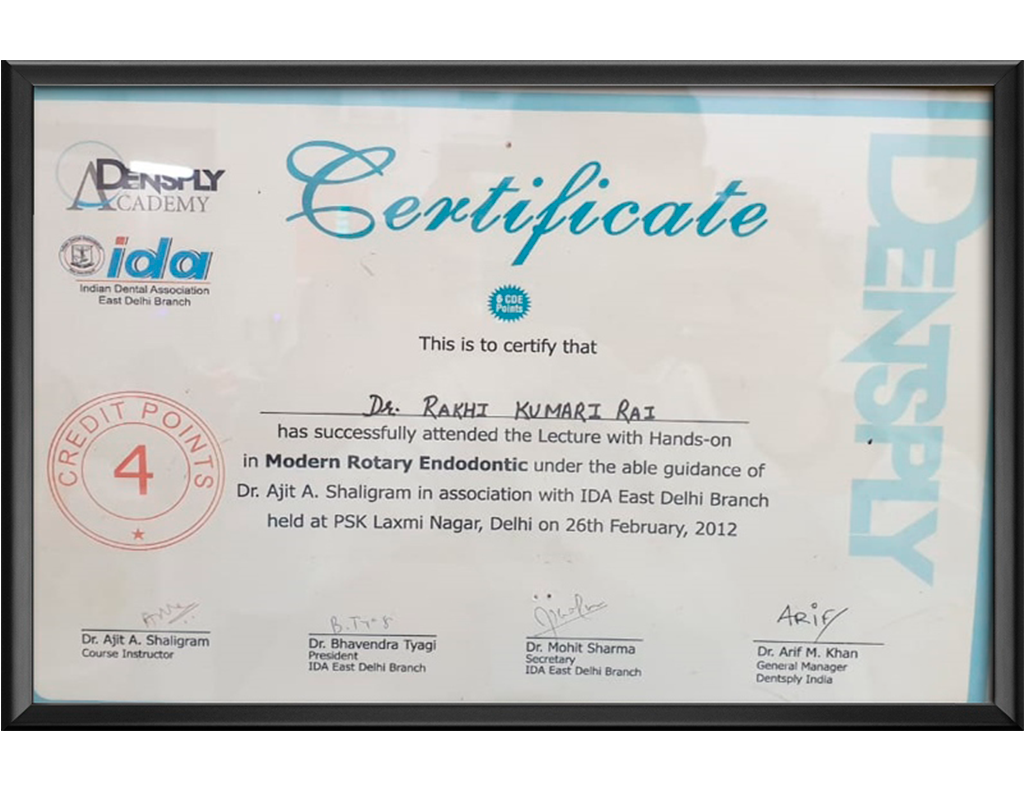 DENSPLY
ACADEMY
ida
Indian Dental Association
East Delhi Branch
Certificate
6 CDE
Points
This is to certify that
Dr. RAKHI KUMARI RAI
has successfully attended the Lecture with Hands-on
in Modern Rotary Endodontic under the able guidance of
Dr. Ajit A. Shaligram in association with IDA East Delhi Branch
held at PSK Laxmi Nagar, Delhi on 26th February, 2012
CREDIT POINTS
4
DENTSPLY
B. Tyagi
ARIF
Dr. Ajit A. Shaligram
Course Instructor
Dr. Bhavendra Tyagi
President
IDA East Delhi Branch
Dr. Mohit Sharma
Secretary
IDA East Delhi Branch
Dr. Arif M. Khan
General Manager
Dentsply India